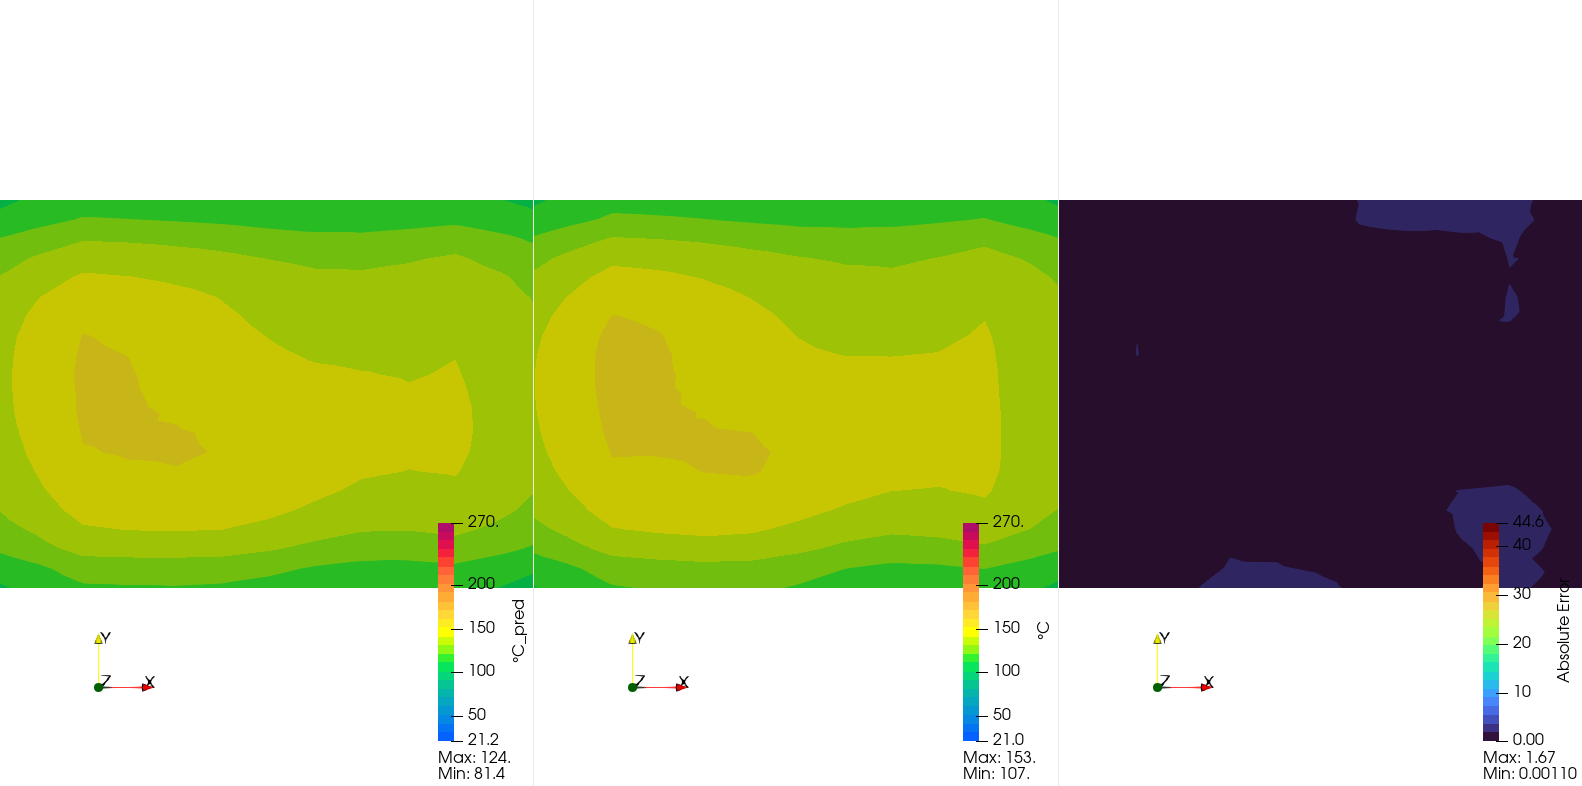 270.
200
150
100
50
21.2
°C_pred
Max: 124.
Min: 81.4
Y
Z
X
270.
200
150
100
50
21.0
°C
Max: 153.
Min: 107.
Y
Z
X
44.6
40
30
20
10
0.00
Absolute Error
Max: 1.67
Min: 0.00110
Y
Z
X